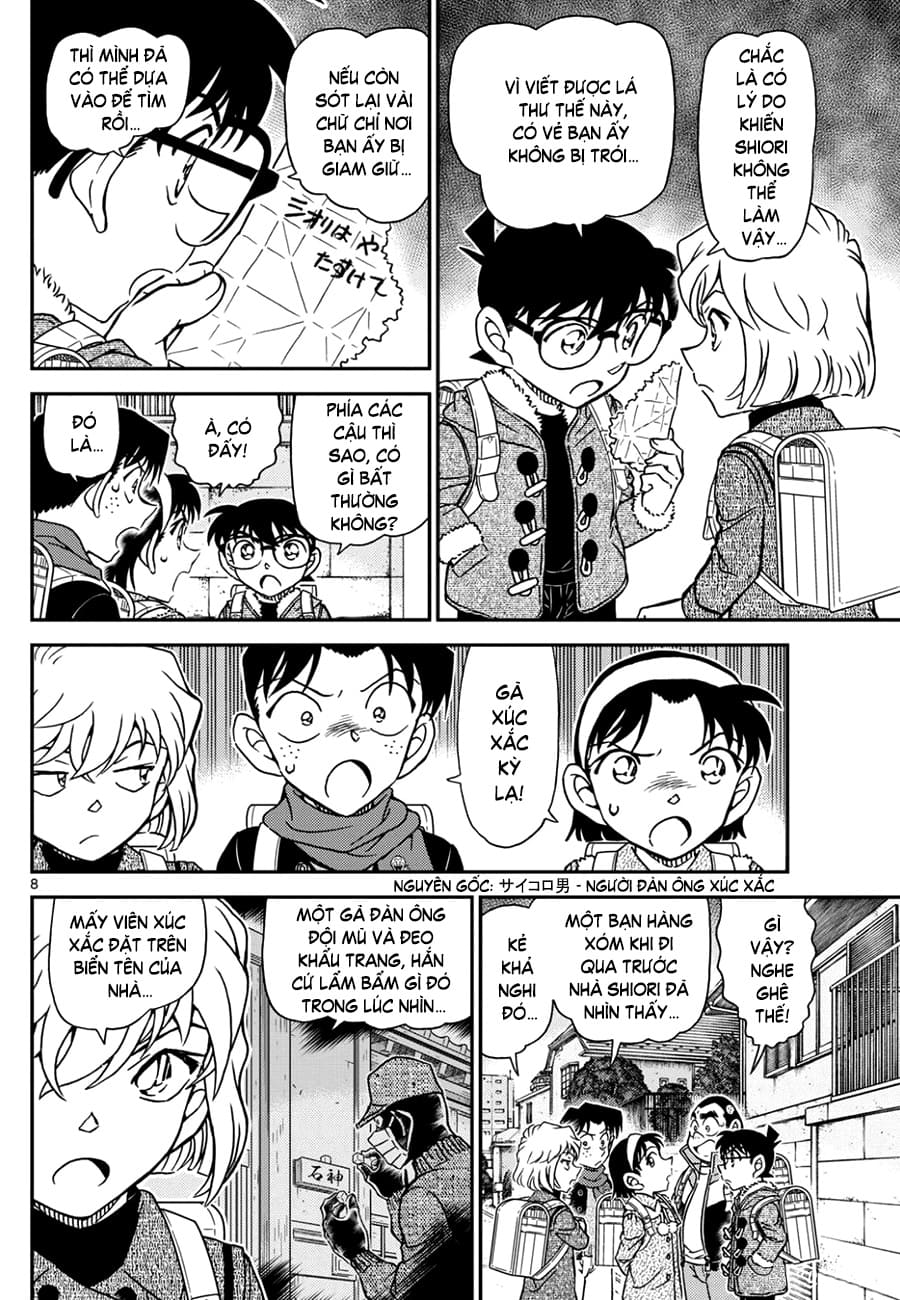 CHẮC
LÀ CÓ
LÝ DO
KHIẾN
SHIORI
KHÔNG
THỂ
LÀM
VẬY...
VÌ VIẾT ĐƯỢC LÁ
THƯ THẾ NÀY,
CÓ VẺ BẠN ẤY
KHÔNG BỊ TRÓI...
NẾU CÒN
SÓT LẠI VÀI
CHỮ CHỈ NƠI
BẠN ẤY BỊ
GIAM GIỮ...
THÌ MÌNH ĐÃ
CÓ THỂ DỰA
VÀO ĐỂ TÌM
RỒI...
シオリは や
たすけて
PHÍA CÁC
CẬU THÌ
SAO, CÓ
GÌ BẤT
THƯỜNG
KHÔNG?
À, CÓ
ĐẤY!
ĐÓ
LÀ...
GÃ
XÚC
XẮC
KỲ
LẠ!
8
NGUYÊN GỐC: サイコロ男 - NGƯỜI ĐÀN ÔNG XÚC XẮC
GÌ
VẬY?
NGHE
GHÊ
THẾ!
MỘT BẠN HÀNG
XÓM KHI ĐI
QUA TRƯỚC
NHÀ SHIORI ĐÃ
NHÌN THẤY...
KẺ
KHẢ
NGHI
ĐÓ...
MỘT GÃ ĐÀN ÔNG
ĐỘI MŨ VÀ ĐEO
KHẨU TRANG, HẮN
CỨ LẨM BẨM GÌ ĐÓ
TRONG LÚC NHÌN...
石神
MẤY VIÊN XÚC
XẮC ĐẶT TRÊN
BIỂN TÊN CỦA
NHÀ...